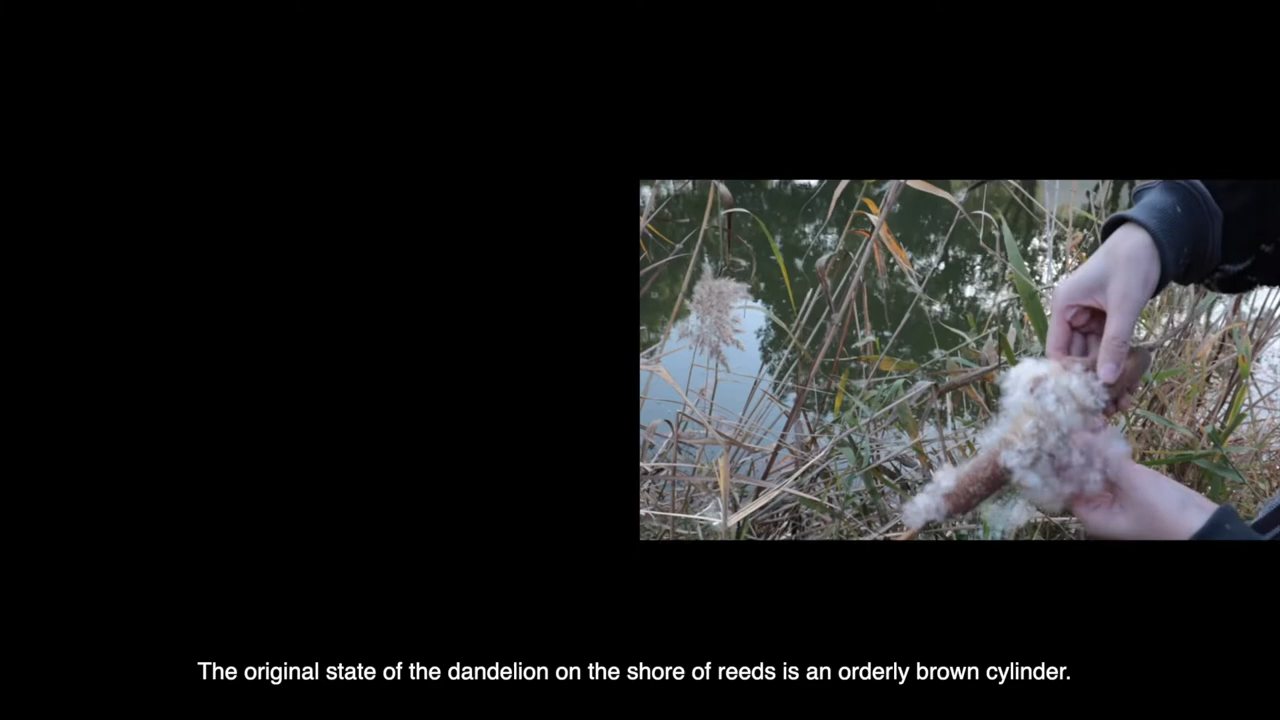 The original state of the dandelion on the shore of reeds is an orderly brown cylinder.